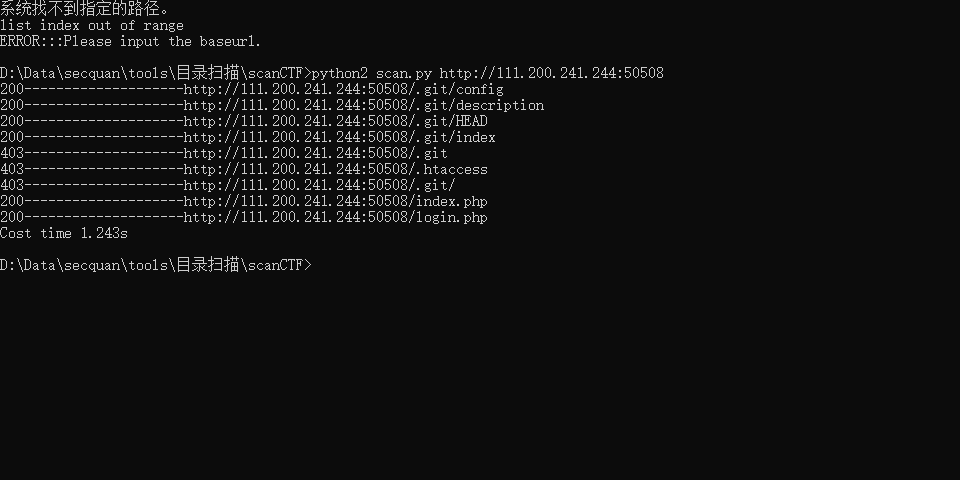 系统找不到指定的路径。
list index out of range
ERROR:::Please input the baseurl.
D:\Data\secquan\tools\目录扫描\scanCTF>python2 scan.py http://111.200.241.244:50508
200--------------------http://111.200.241.244:50508/.git/config
200--------------------http://111.200.241.244:50508/.git/description
200--------------------http://111.200.241.244:50508/.git/HEAD
200--------------------http://111.200.241.244:50508/.git/index
403--------------------http://111.200.241.244:50508/.git
403--------------------http://111.200.241.244:50508/.htaccess
403--------------------http://111.200.241.244:50508/.git/
200--------------------http://111.200.241.244:50508/index.php
200--------------------http://111.200.241.244:50508/login.php
Cost time 1.243s
D:\Data\secquan\tools\目录扫描\scanCTF>